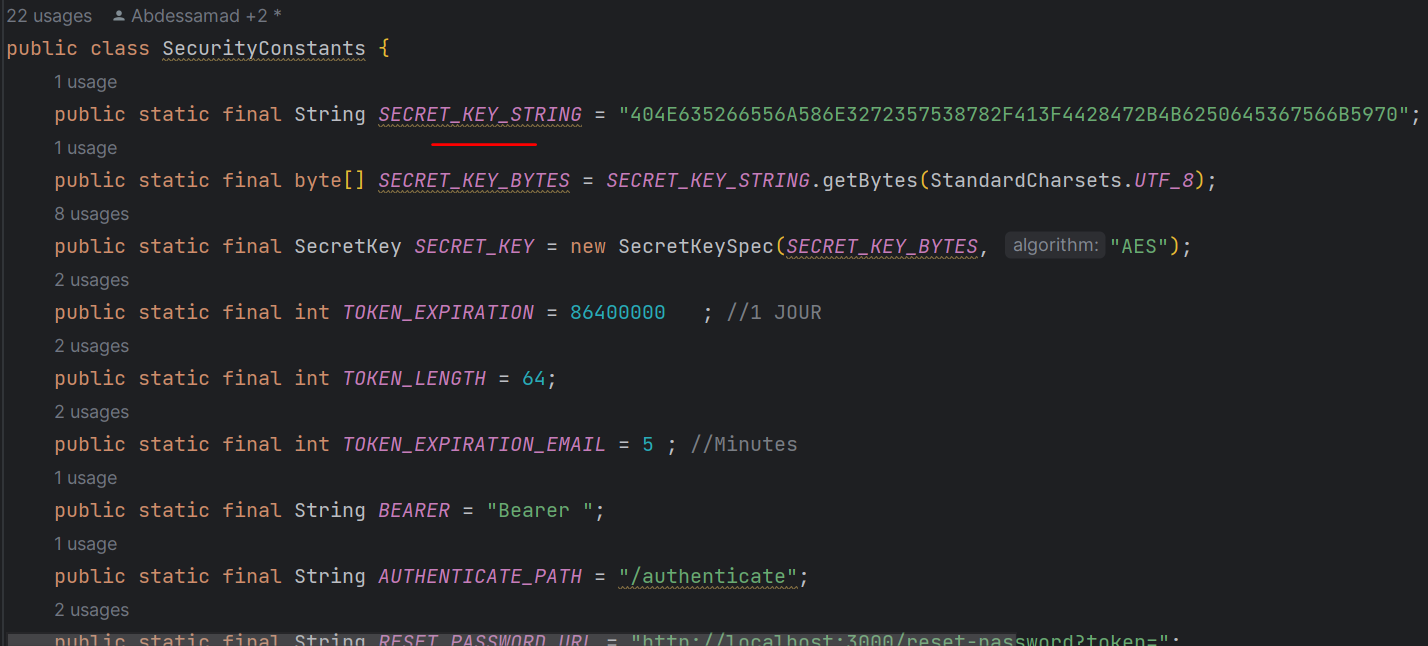 22 usages Abdessamad +2 *
public class SecurityConstants {
1 usage
public static final String SECRET_KEY_STRING = "404E635266556A586E3272357538782F413F4428472B4B6250645367566B5970";
1 usage
public static final byte[] SECRET_KEY_BYTES = SECRET_KEY_STRING.getBytes(StandardCharsets.UTF_8);
8 usages
public static final SecretKey SECRET_KEY = new SecretKeySpec(SECRET_KEY_BYTES, algorithm: "AES");
2 usages
public static final int TOKEN_EXPIRATION = 86400000 ; //1 JOUR
2 usages
public static final int TOKEN_LENGTH = 64;
2 usages
public static final int TOKEN_EXPIRATION_EMAIL = 5 ; //Minutes
1 usage
public static final String BEARER = "Bearer ";
1 usage
public static final String AUTHENTICATE_PATH = "/authenticate";
2 usages
public static final String RESET_PASSWORD_URL = "http://localhost:3000/reset-password?token=";